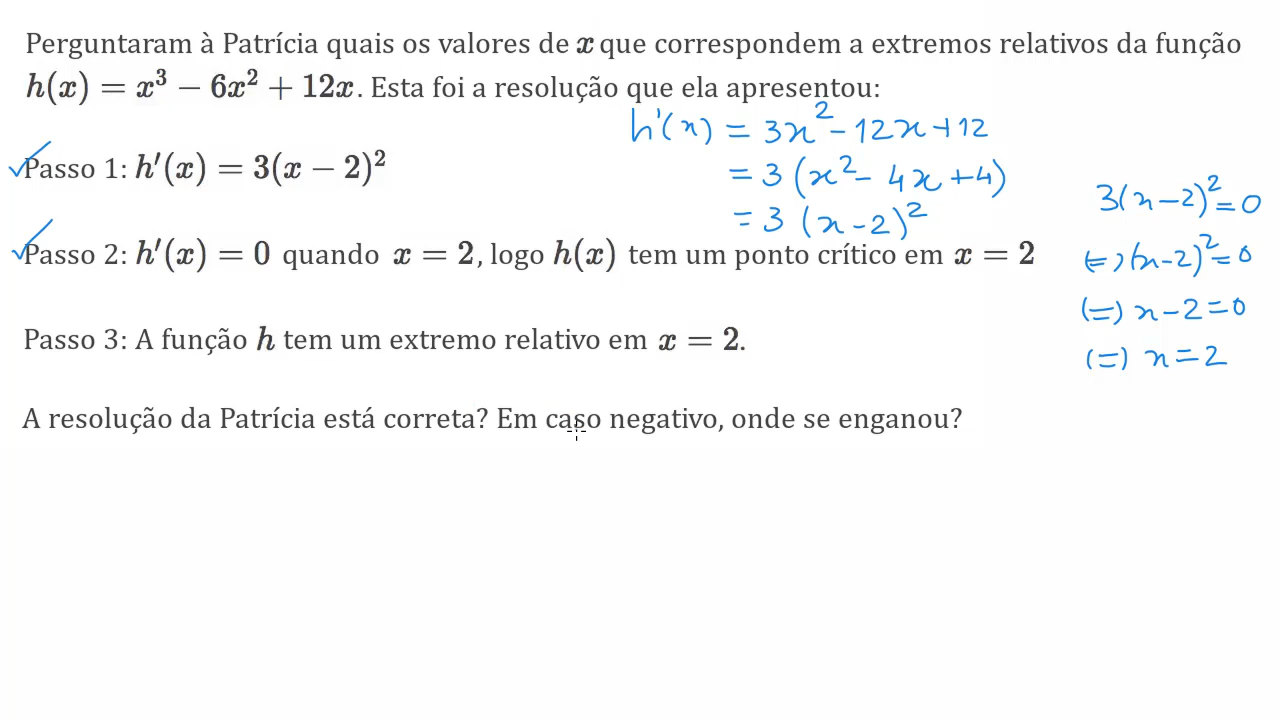 Perguntaram à Patrícia quais os valores de x que correspondem a extremos relativos da função
h(x) = x³ − 6x² + 12x. Esta foi a resolução que ela apresentou:
h'(x) = 3x² - 12x + 12
Passo 1: h′(x) = 3(x − 2)²
= 3 (x² - 4x + 4)
= 3 (x - 2)²
3(x - 2)² = 0
Passo 2: h′(x) = 0 quando x = 2, logo h(x) tem um ponto crítico em x = 2
(=) (x - 2)² = 0
(=) x - 2 = 0
Passo 3: A função h tem um extremo relativo em x = 2.
(=) x = 2
A resolução da Patrícia está correta? Em caso negativo, onde se enganou?